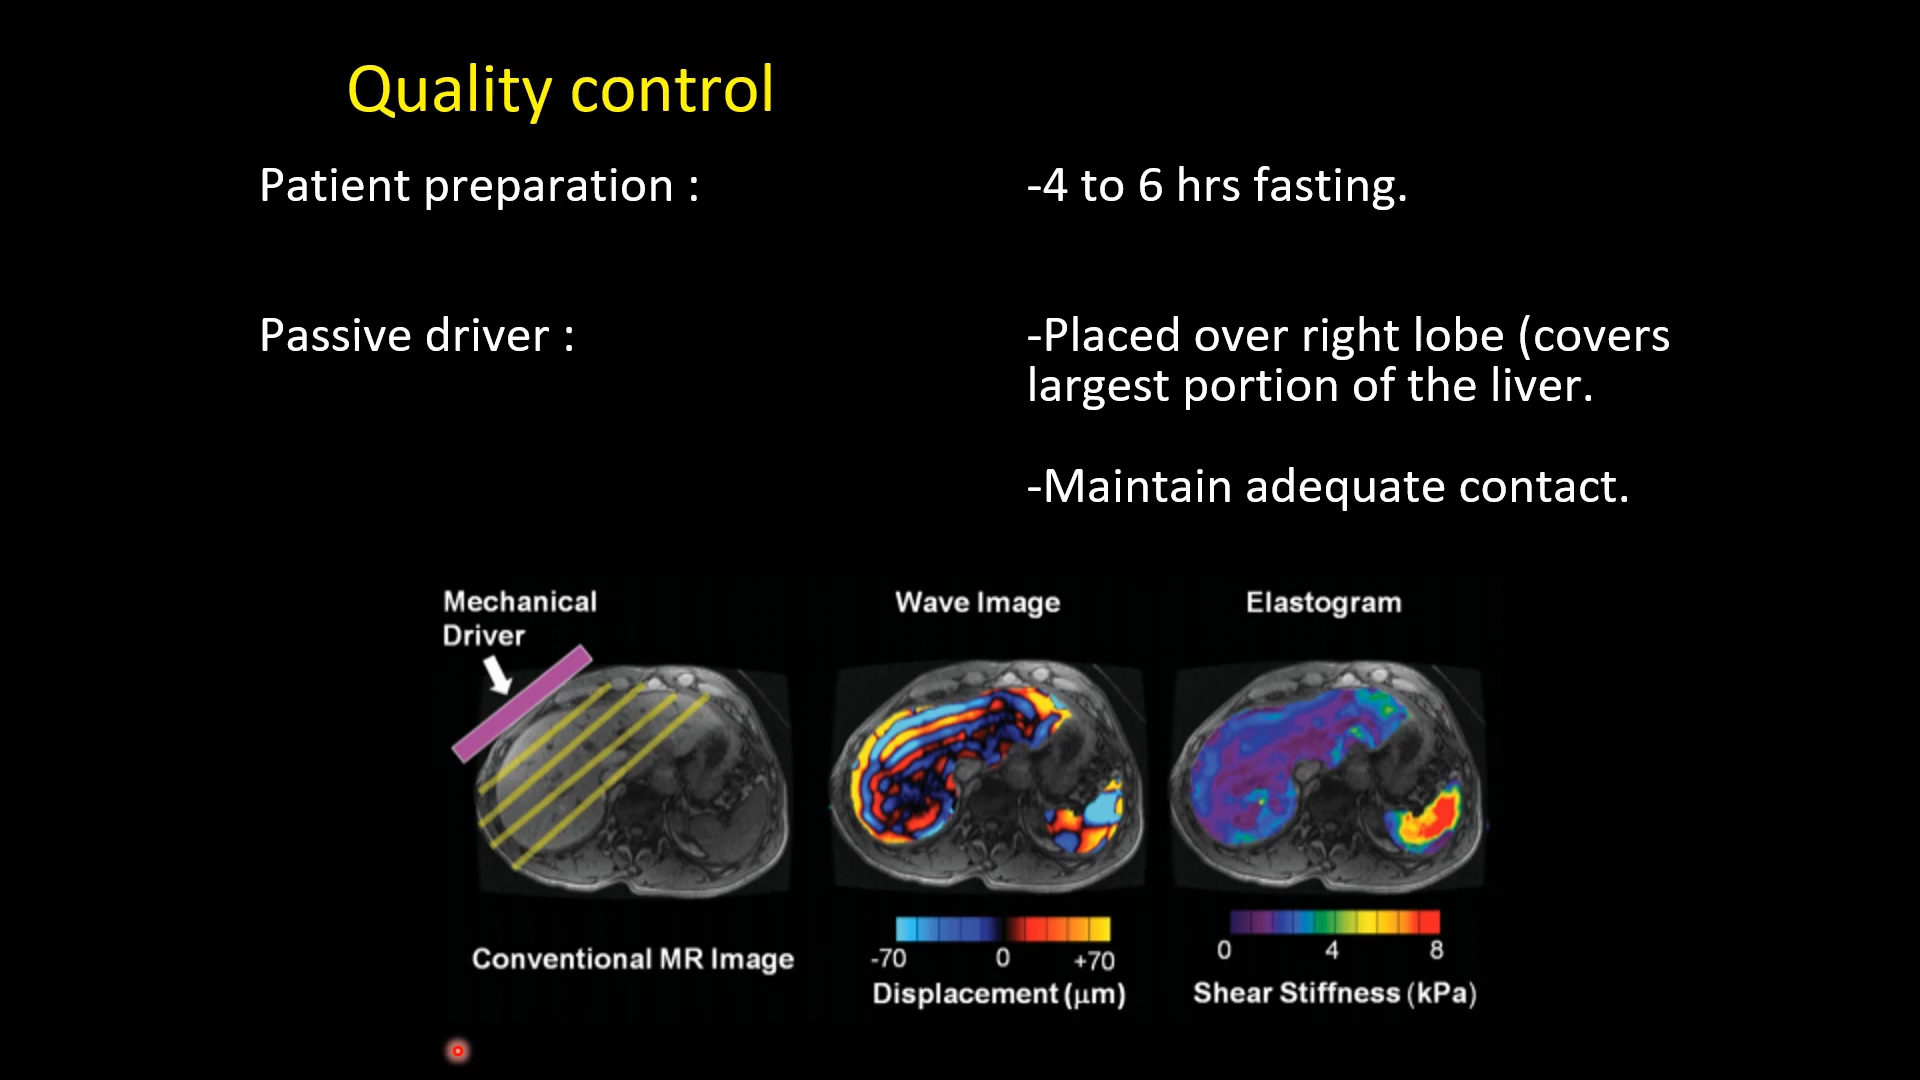 Quality control
Patient preparation :
-4 to 6 hrs fasting.
Passive driver :
-Placed over right lobe (covers
largest portion of the liver.
-Maintain adequate contact.
Mechanical
Driver
Wave Image
Elastogram
Conventional MR Image
-70 0 +70
Displacement (μm)
0 4 8
Shear Stiffness (kPa)